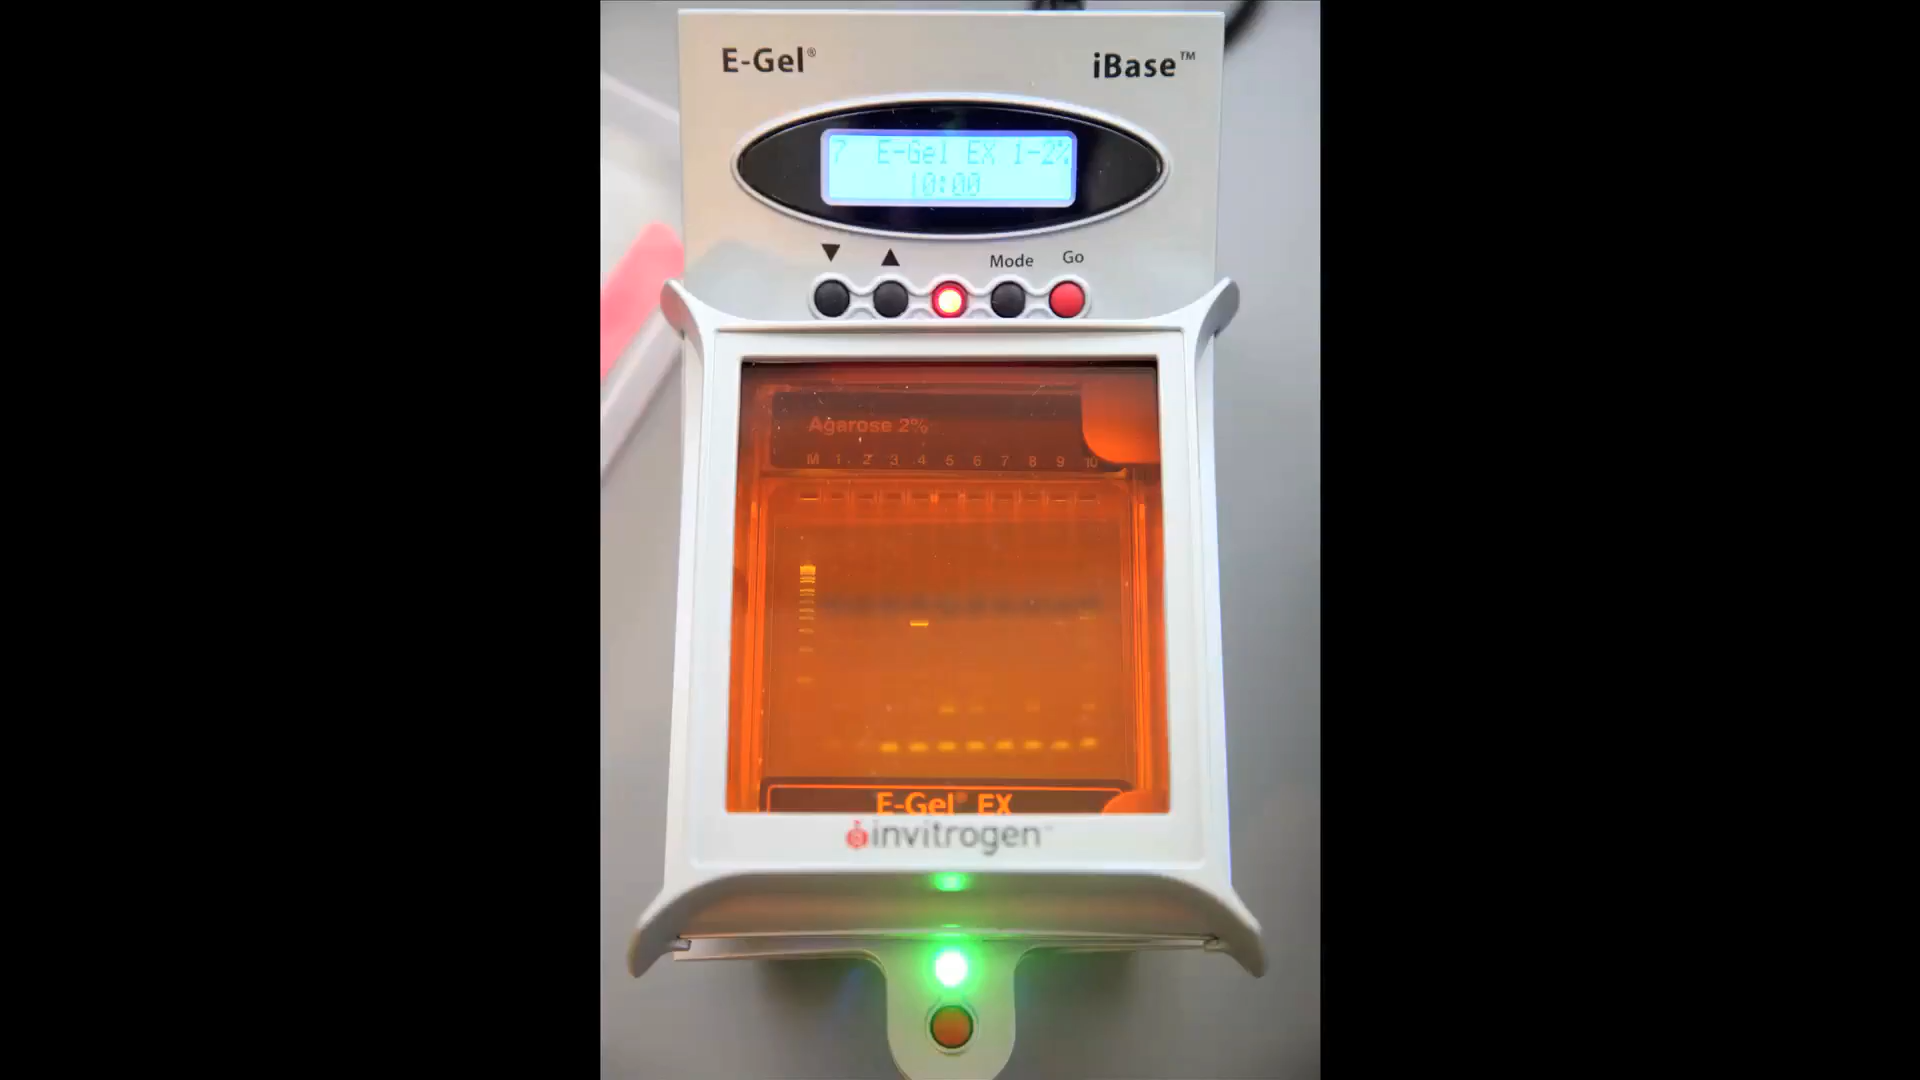 E-Gel® iBase™
7 E-Gel EX 1-2%
10:00
▼ ▲ Mode Go
Agarose 2%
M 1 2 3 4 5 6 7 8 9 10
E-Gel® EX
invitrogen™